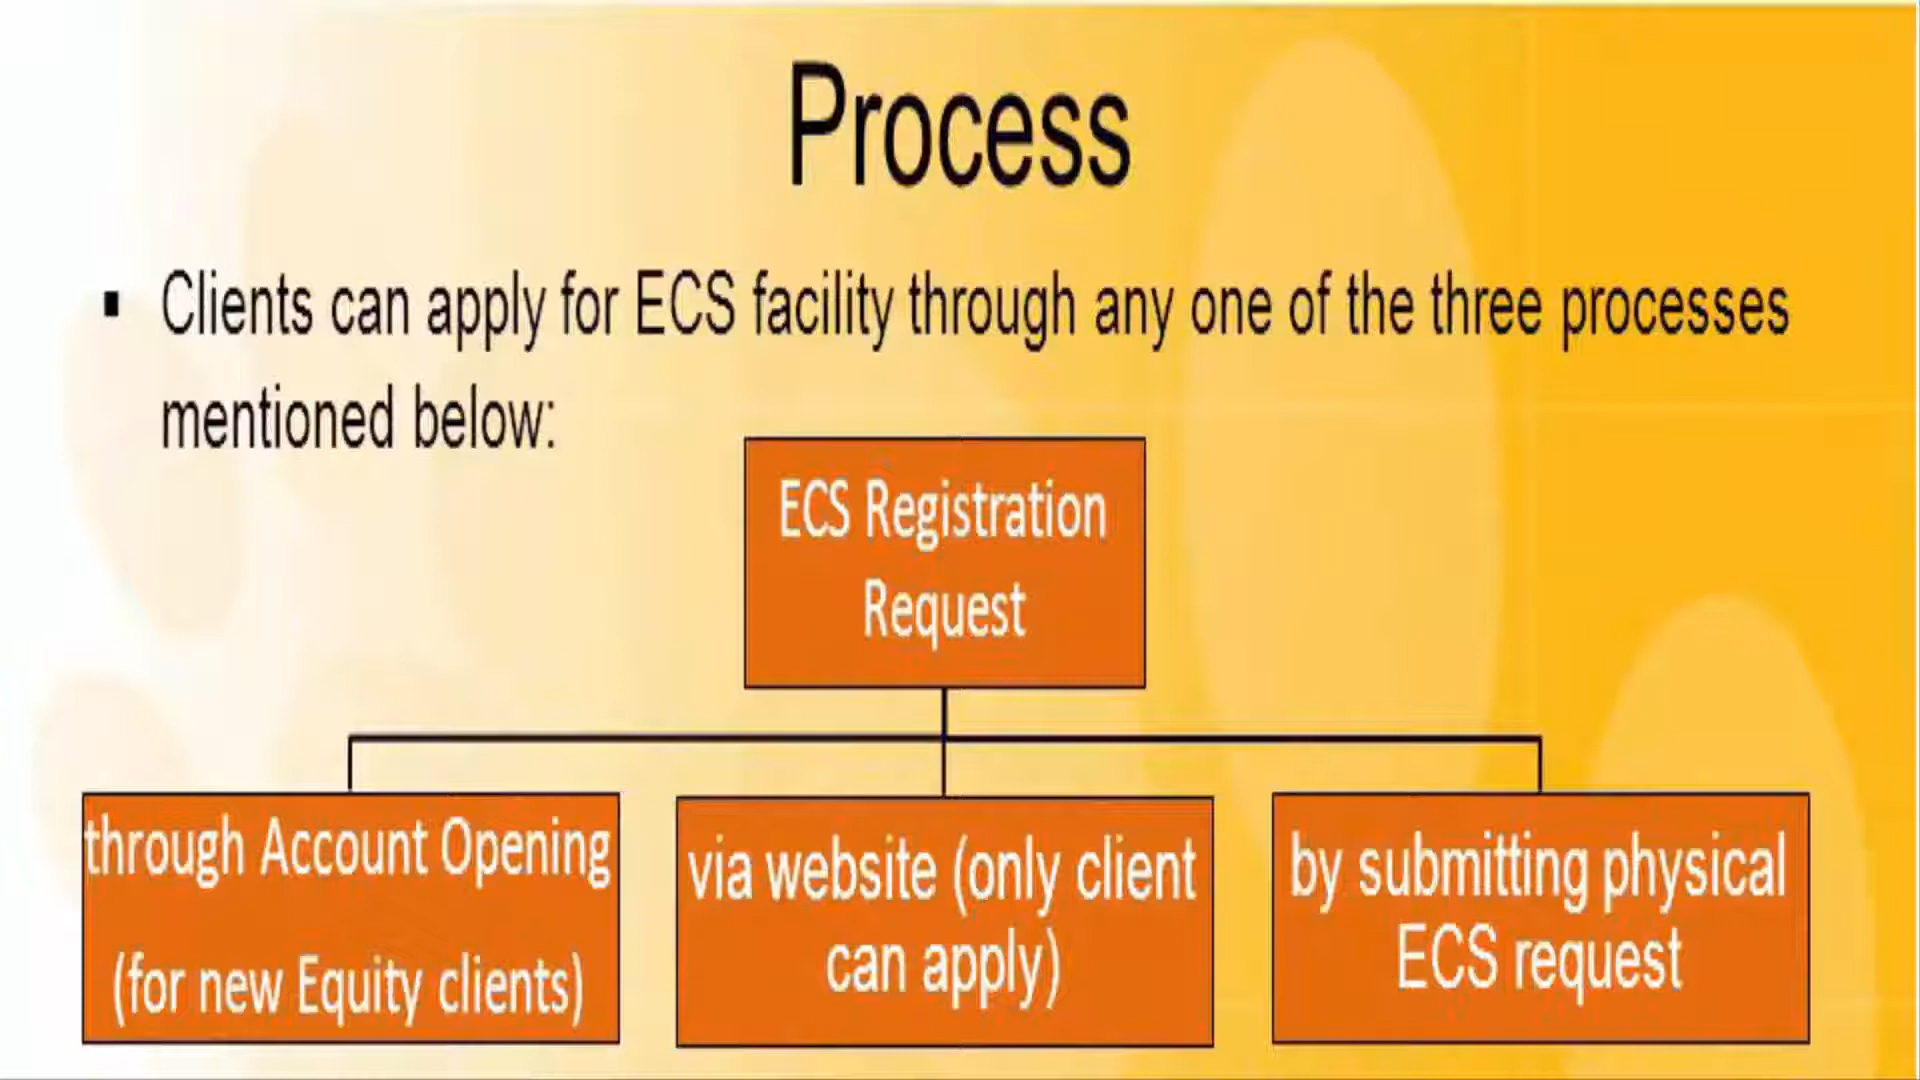 Process
▪ Clients can apply for ECS facility through any one of the three processes
mentioned below:
ECS Registration
Request
through Account Opening
(for new Equity clients)
via website (only client
can apply)
by submitting physical
ECS request